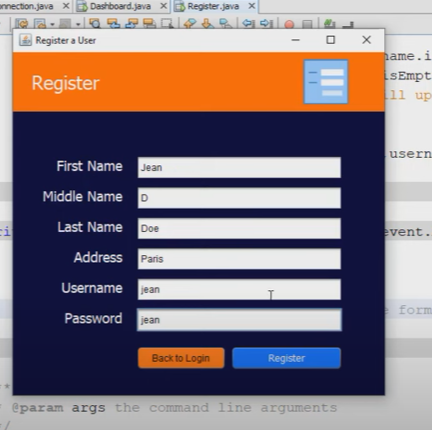 nnection.java Dashboard.java Register.java
Register a User
Register
name.i
isEmpt
ill up
.usern
event.
e form
First Name Jean
Middle Name D
Last Name Doe
Address Paris
Username jean
Password jean
Back to Login Register
**
@param args the command line arguments
*/